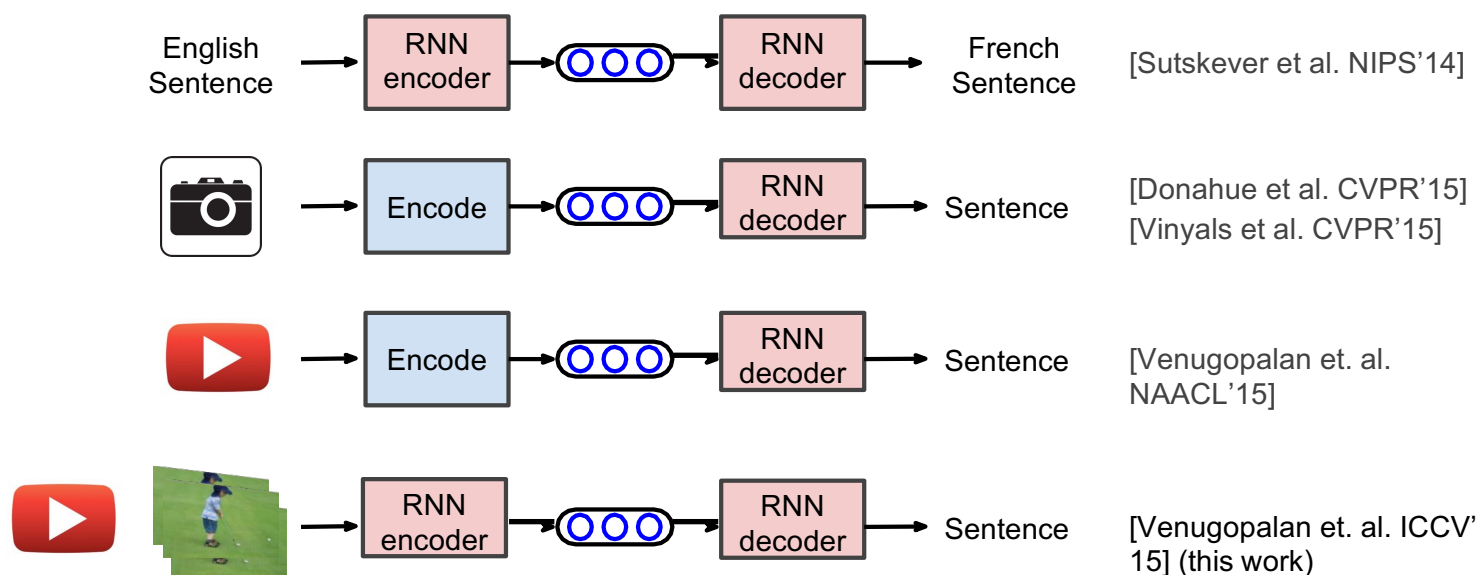 English
Sentence
RNN
encoder
RNN
decoder
French
Sentence
[Sutskever et al. NIPS’14]
Encode
RNN
decoder
Sentence
[Donahue et al. CVPR’15]
[Vinyals et al. CVPR’15]
Encode
RNN
decoder
Sentence
[Venugopalan et. al.
NAACL’15]
RNN
encoder
RNN
decoder
Sentence
[Venugopalan et. al. ICCV’
15] (this work)